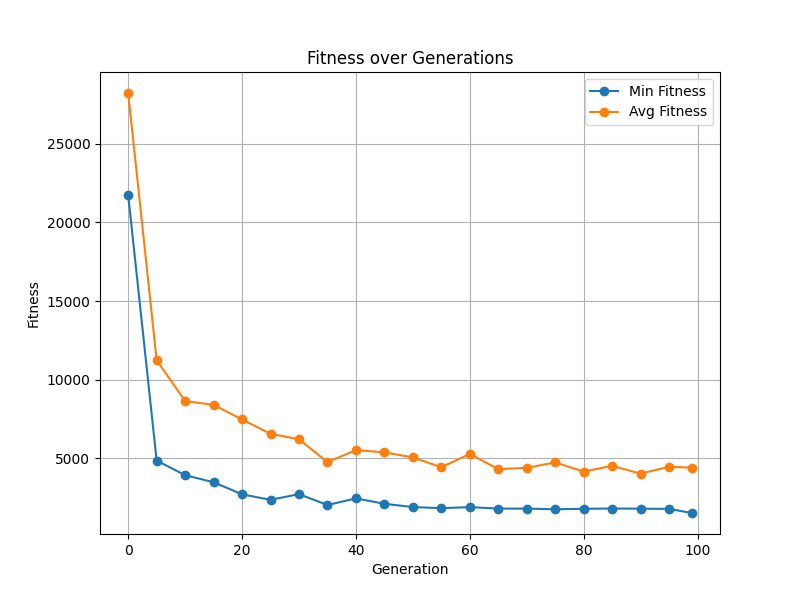 Fitness over Generations
Min Fitness
Avg Fitness
25000
20000
15000
10000
5000
Fitness
0 20 40 60 80 100
Generation